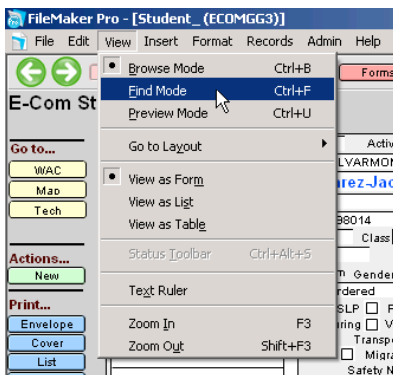 FileMaker Pro - [Student_ (ECOMGG3)]
File Edit View Insert Format Records Admin Help
Browse Mode Ctrl+B
Find Mode Ctrl+F
Preview Mode Ctrl+U
Go to Layout
View as Form
View as List
View as Table
Status Toolbar Ctrl+Alt+S
Text Ruler
Zoom In F3
Zoom Out Shift+F3
E-Com St
Go to...
WAC
Map
Tech
Actions...
New
Print...
Envelope
Cover
List
Forms
Activ
LVARMON
rez-Jac
98014
Class
Gender
rdered
SLP F
ring V
Transp
Migra
Safety N